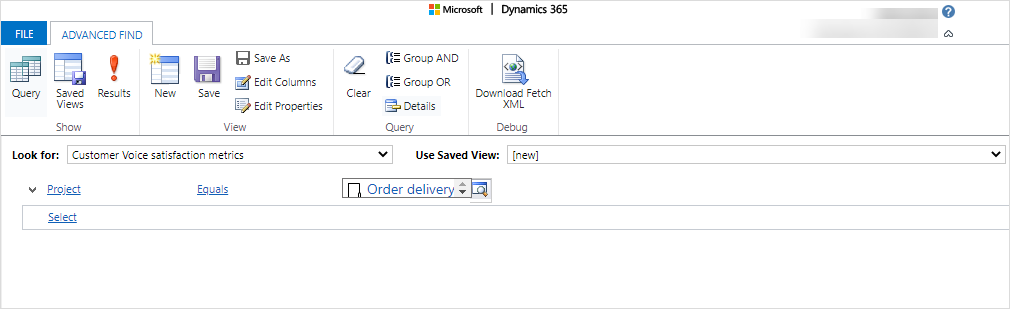 Microsoft | Dynamics 365
?
FILE
ADVANCED FIND
Query
Saved Views
Results
Show
New
Save
Save As
Edit Columns
Edit Properties
View
Clear
Group AND
Group OR
Details
Query
Download Fetch XML
Debug
Look for: Customer Voice satisfaction metrics
Use Saved View: [new]
Project Equals Order delivery
Select